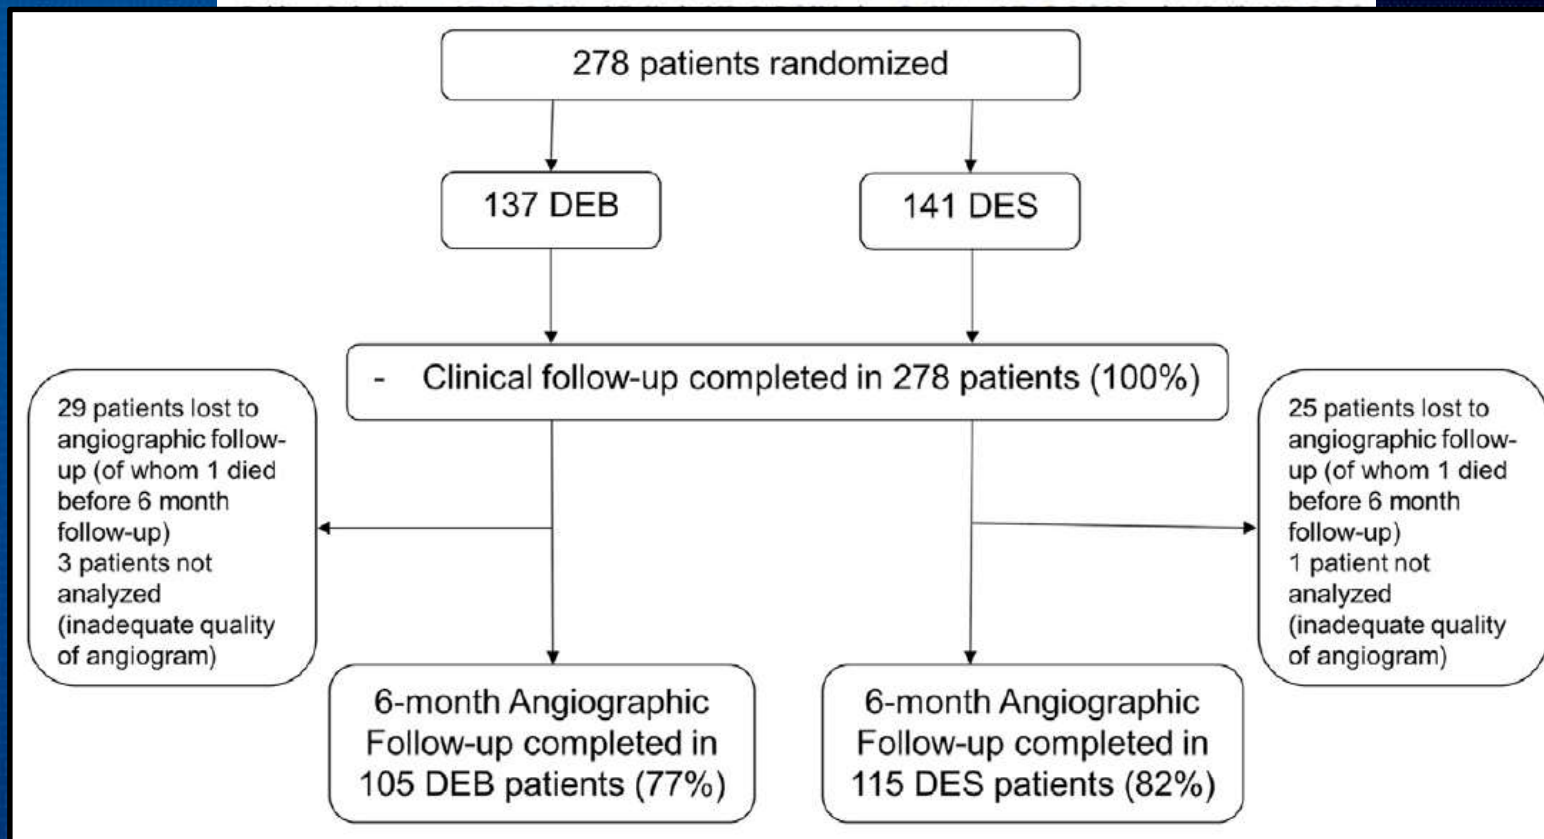 278 patients randomized
137 DEB
141 DES
- Clinical follow-up completed in 278 patients (100%)
29 patients lost to
angiographic follow-
up (of whom 1 died
before 6 month
follow-up)
3 patients not
analyzed
(inadequate quality
of angiogram)
25 patients lost to
angiographic follow-
up (of whom 1 died
before 6 month
follow-up)
1 patient not
analyzed
(inadequate quality
of angiogram)
6-month Angiographic
Follow-up completed in
105 DEB patients (77%)
6-month Angiographic
Follow-up completed in
115 DES patients (82%)